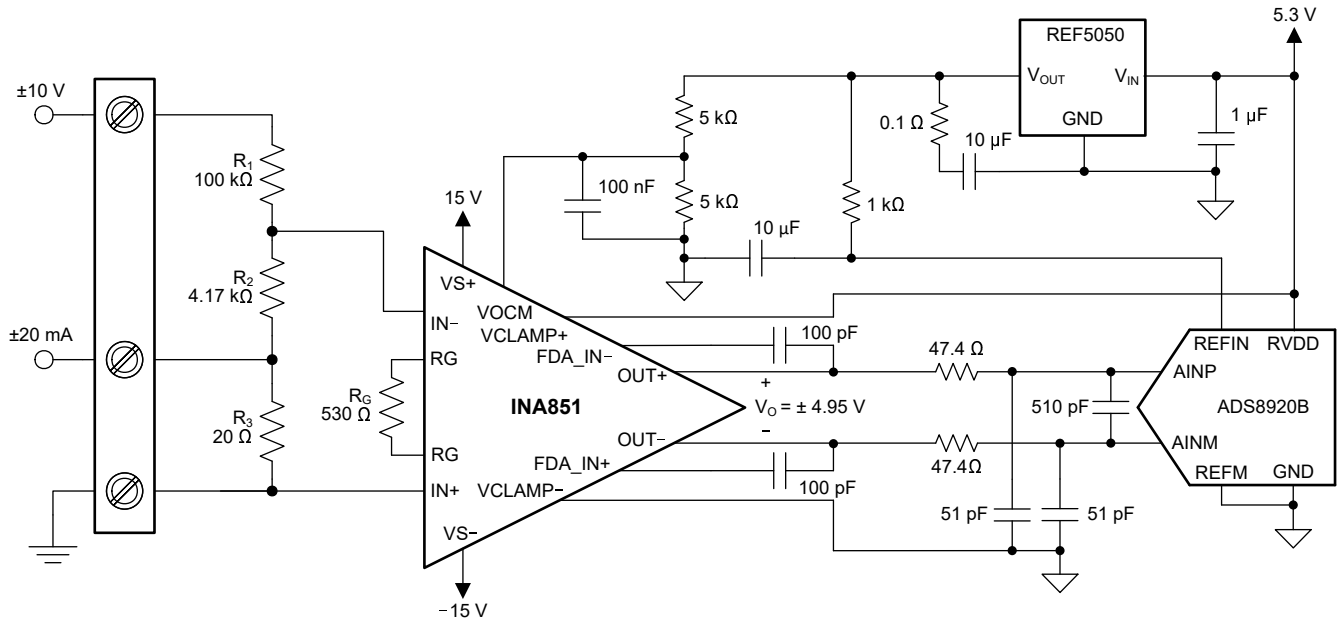 ±10 V
R1
100 kΩ
R2
4.17 kΩ
±20 mA
R3
20 Ω
RG
530 Ω
15 V
VS+
VOCM
VCLAMP+
IN−
FDA_IN−
RG
OUT+
INA851
OUT−
RG
FDA_IN+
IN+
VCLAMP−
VS−
−15 V
100 nF
5 kΩ
5 kΩ
10 µF
1 kΩ
0.1 Ω
10 µF
REF5050
VOUT
VIN
GND
5.3 V
1 µF
100 pF
+
VO = ± 4.95 V
−
100 pF
47.4 Ω
47.4Ω
510 pF
51 pF
51 pF
REFIN
RVDD
AINP
ADS8920B
AINM
REFM
GND